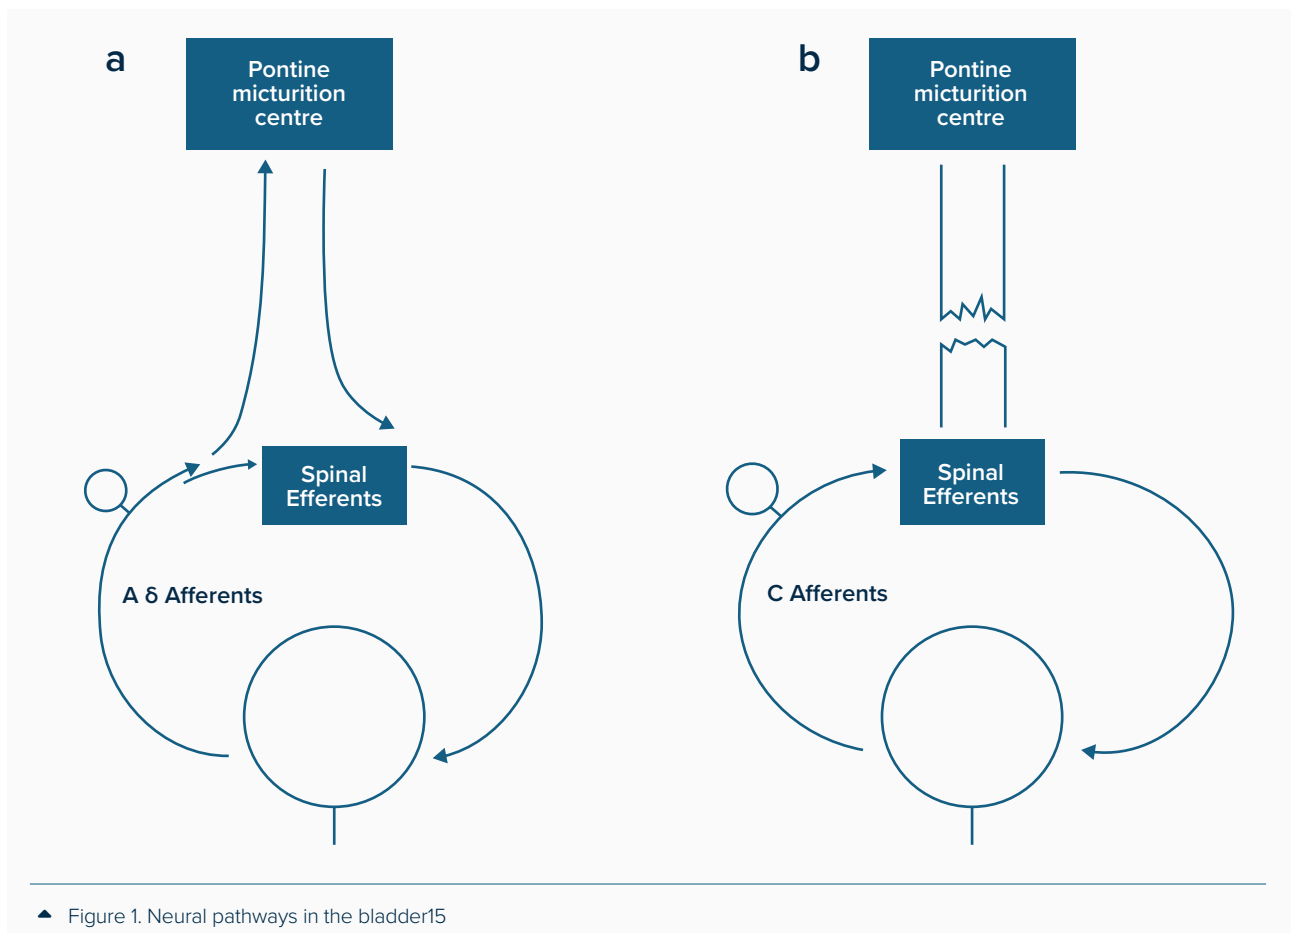 a
Pontine
micturition
centre
Spinal
Efferents
A δ Afferents
b
Pontine
micturition
centre
Spinal
Efferents
C Afferents
Figure 1. Neural pathways in the bladder15